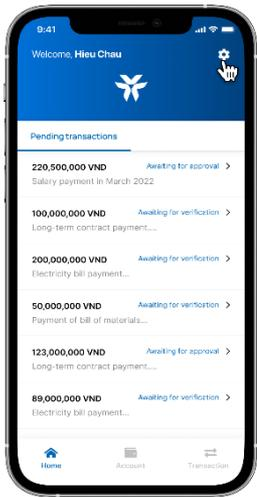 9:41
Welcome, Hieu Chau
Pending transactions
220,500,000 VND Awaiting for approval
Salary payment in March 2022
100,000,000 VND Awaiting for verification
Long-term contract payment....
200,000,000 VND Awaiting for verification
Electricity bill payment...
50,000,000 VND Awaiting for verification
Payment of bill of materials...
123,000,000 VND Awaiting for approval
Long-term contract payment...
89,000,000 VND Awaiting for verification
Electricity bill payment...
Home Account Transaction